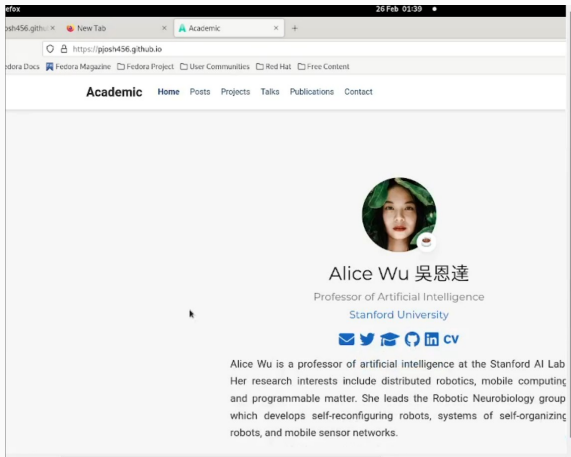 efox
26 Feb 01:39
New Tab
Academic
https://pjosh456.github.io
edora Docs Fedora Magazine Fedora Project User Communities Red Hat Free Content
Academic Home Posts Projects Talks Publications Contact
Alice Wu 吳恩達
Professor of Artificial Intelligence
Stanford University
CV
Alice Wu is a professor of artificial intelligence at the Stanford AI Lab
Her research interests include distributed robotics, mobile computing
and programmable matter. She leads the Robotic Neurobiology group
which develops self-reconfiguring robots, systems of self-organizing
robots, and mobile sensor networks.